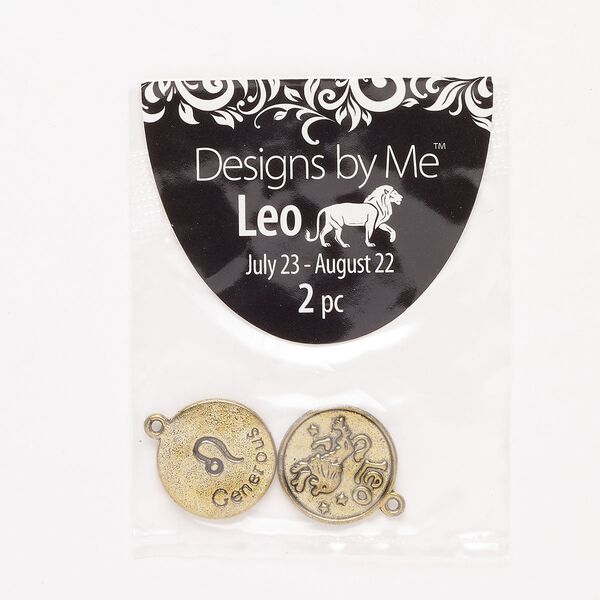 Designs by Me™
Leo
July 23 - August 22
2 pc
Generous
Leo